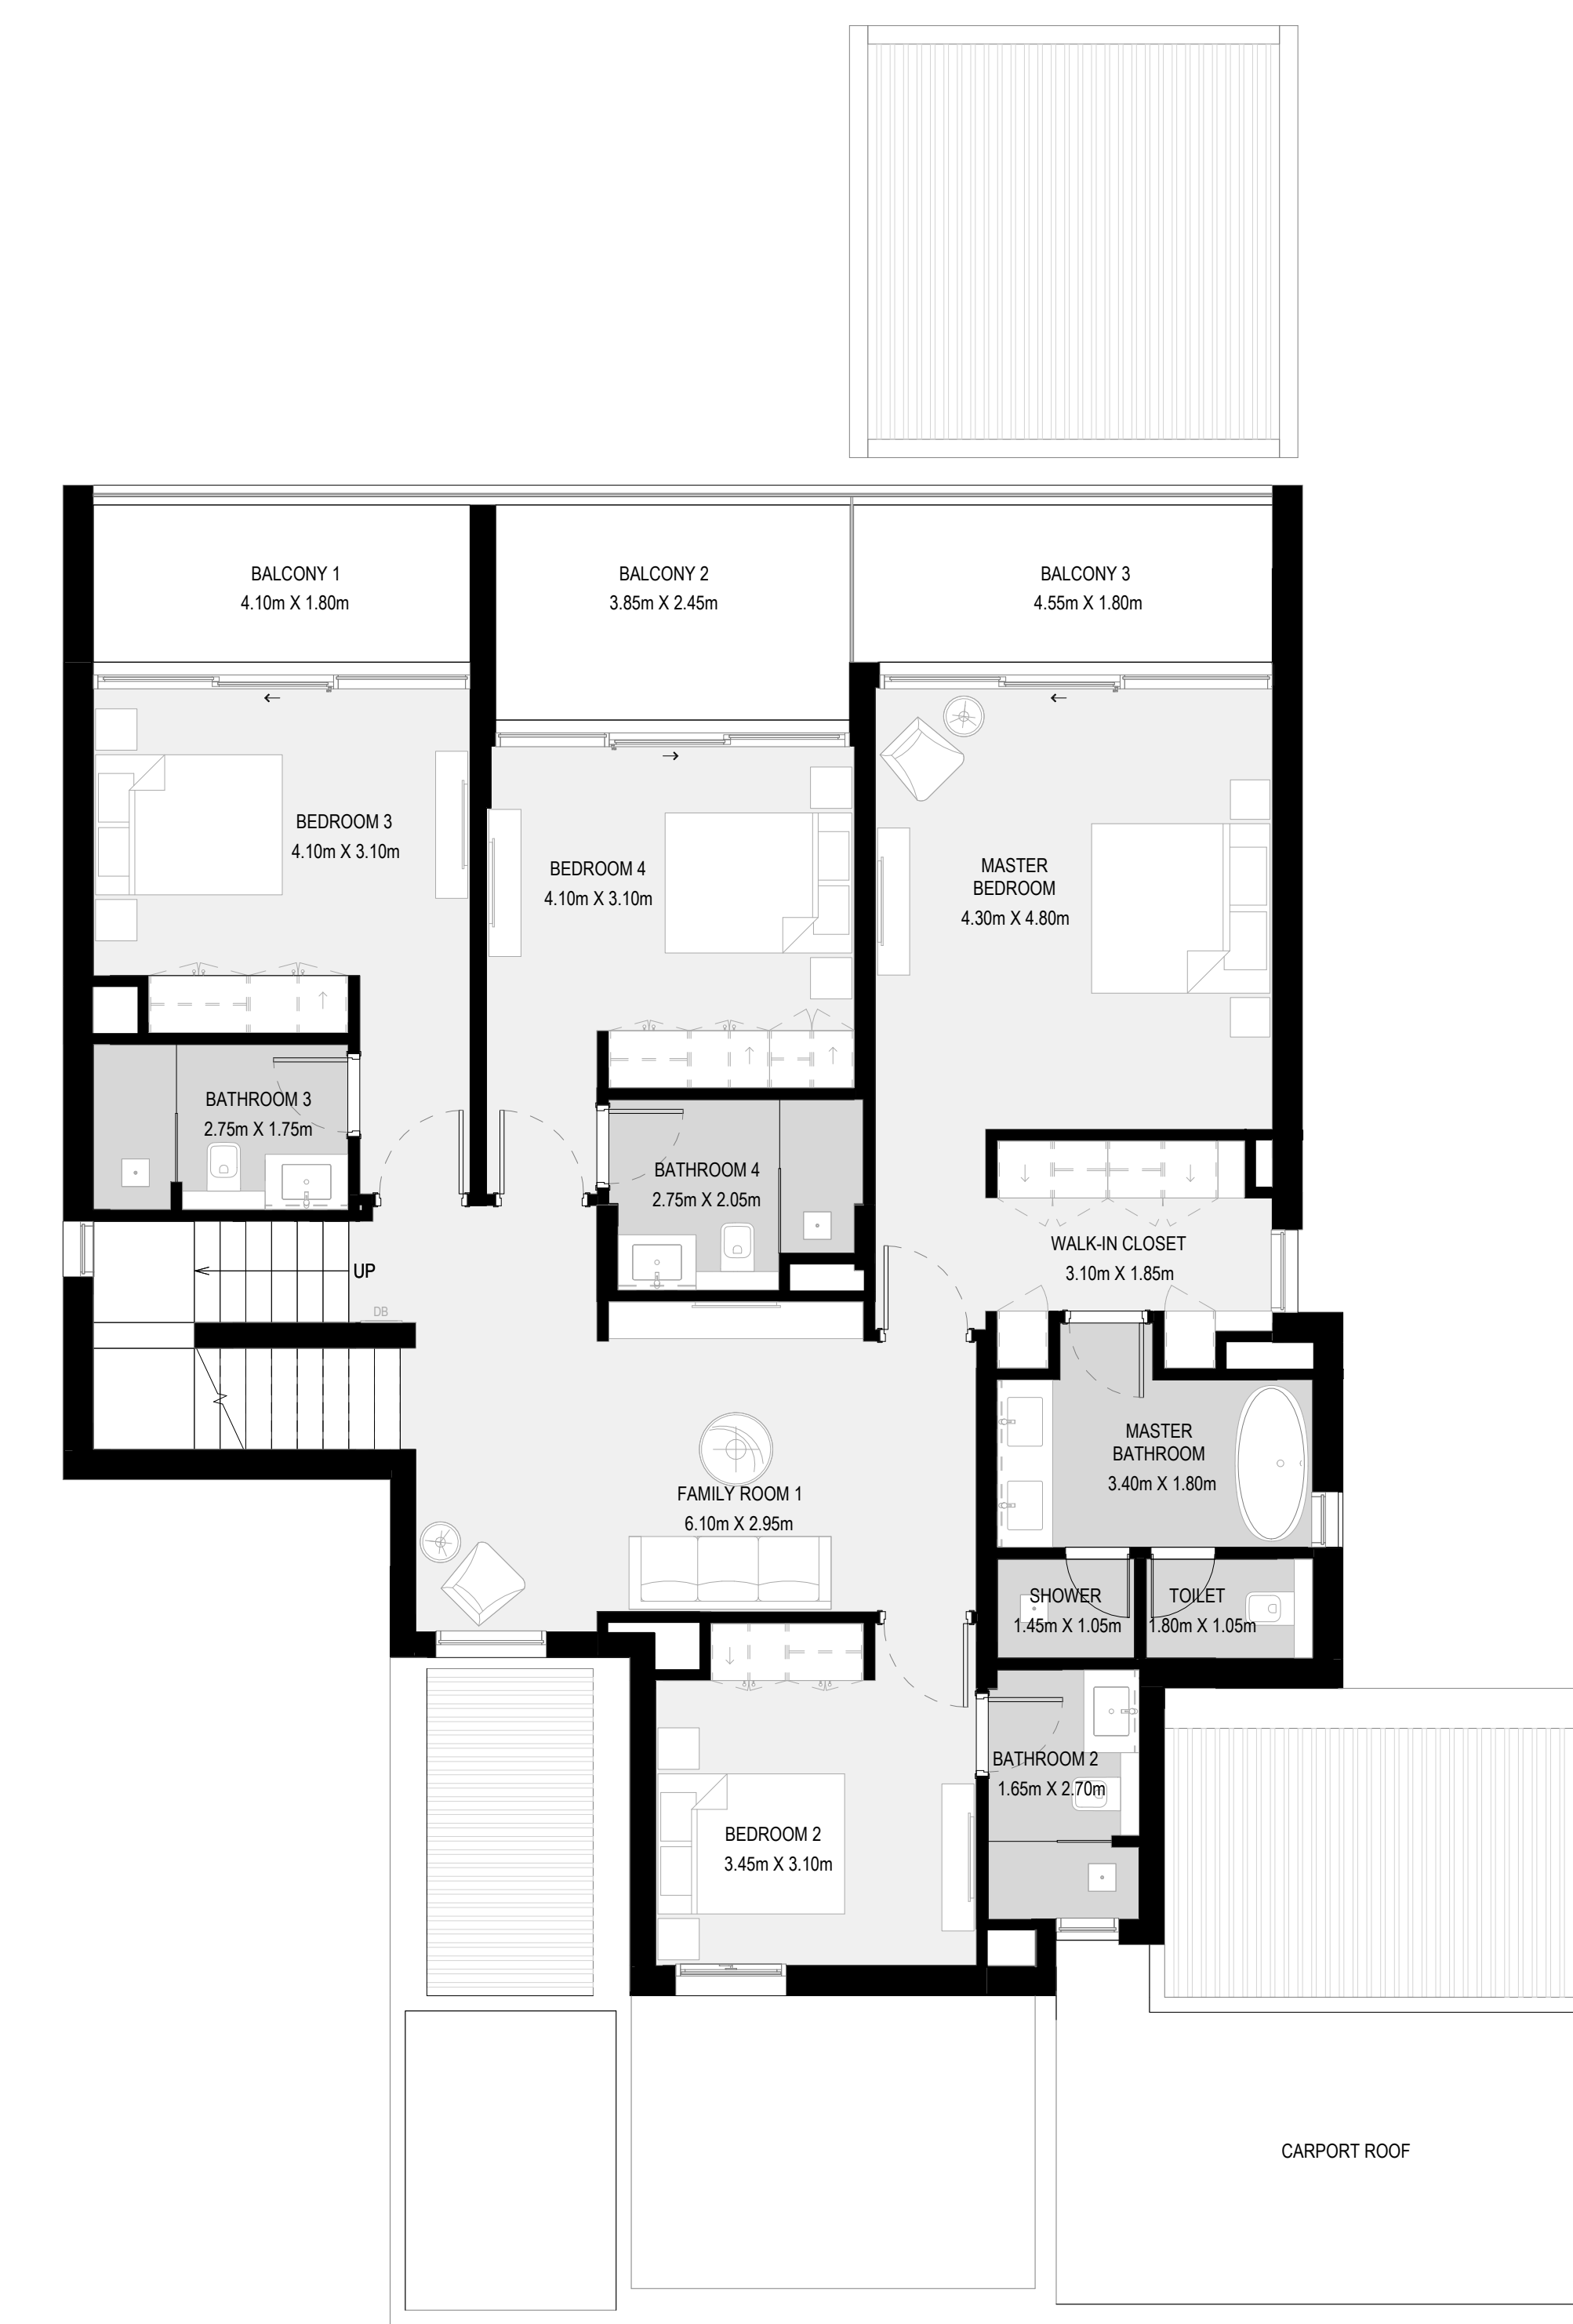 BALCONY 1
4.10m X 1.80m
BALCONY 2
3.85m X 2.45m
BALCONY 3
4.55m X 1.80m
BEDROOM 3
4.10m X 3.10m
BEDROOM 4
4.10m X 3.10m
MASTER
BEDROOM
4.30m X 4.80m
BATHROOM 3
2.75m X 1.75m
BATHROOM 4
2.75m X 2.05m
WALK-IN CLOSET
3.10m X 1.85m
UP
DB
MASTER
BATHROOM
3.40m X 1.80m
FAMILY ROOM 1
6.10m X 2.95m
SHOWER
1.45m X 1.05m
TOILET
1.80m X 1.05m
BATHROOM 2
1.65m X 2.70m
BEDROOM 2
3.45m X 3.10m
CARPORT ROOF